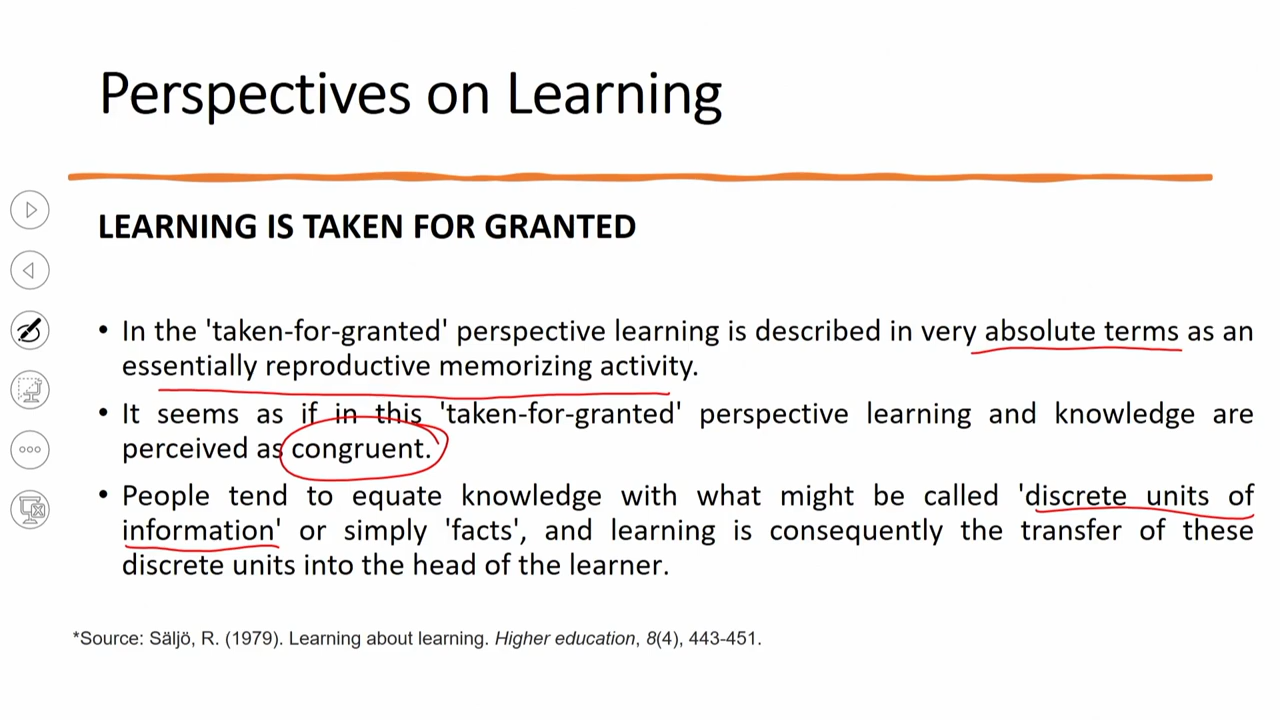 Perspectives on Learning
LEARNING IS TAKEN FOR GRANTED
• In the 'taken-for-granted' perspective learning is described in very absolute terms as an
essentially reproductive memorizing activity.
• It seems as if in this 'taken-for-granted' perspective learning and knowledge are
perceived as congruent.
• People tend to equate knowledge with what might be called 'discrete units of
information' or simply 'facts', and learning is consequently the transfer of these
discrete units into the head of the learner.
*Source: Säljö, R. (1979). Learning about learning. Higher education, 8(4), 443-451.